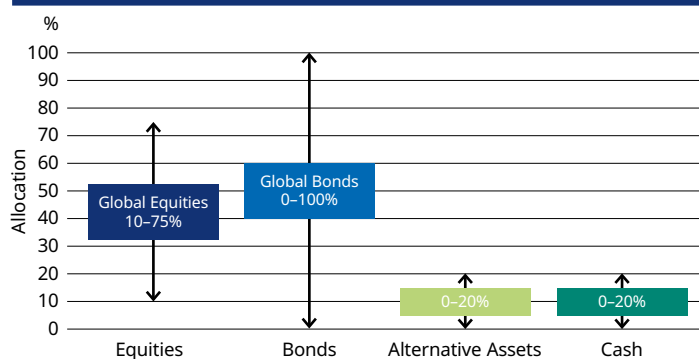 %
100
90
80
70
60
50
40
30
20
10
0
Allocation
Global Equities
10–75%
Global Bonds
0–100%
0–20%
0–20%
Equities
Bonds
Alternative Assets
Cash